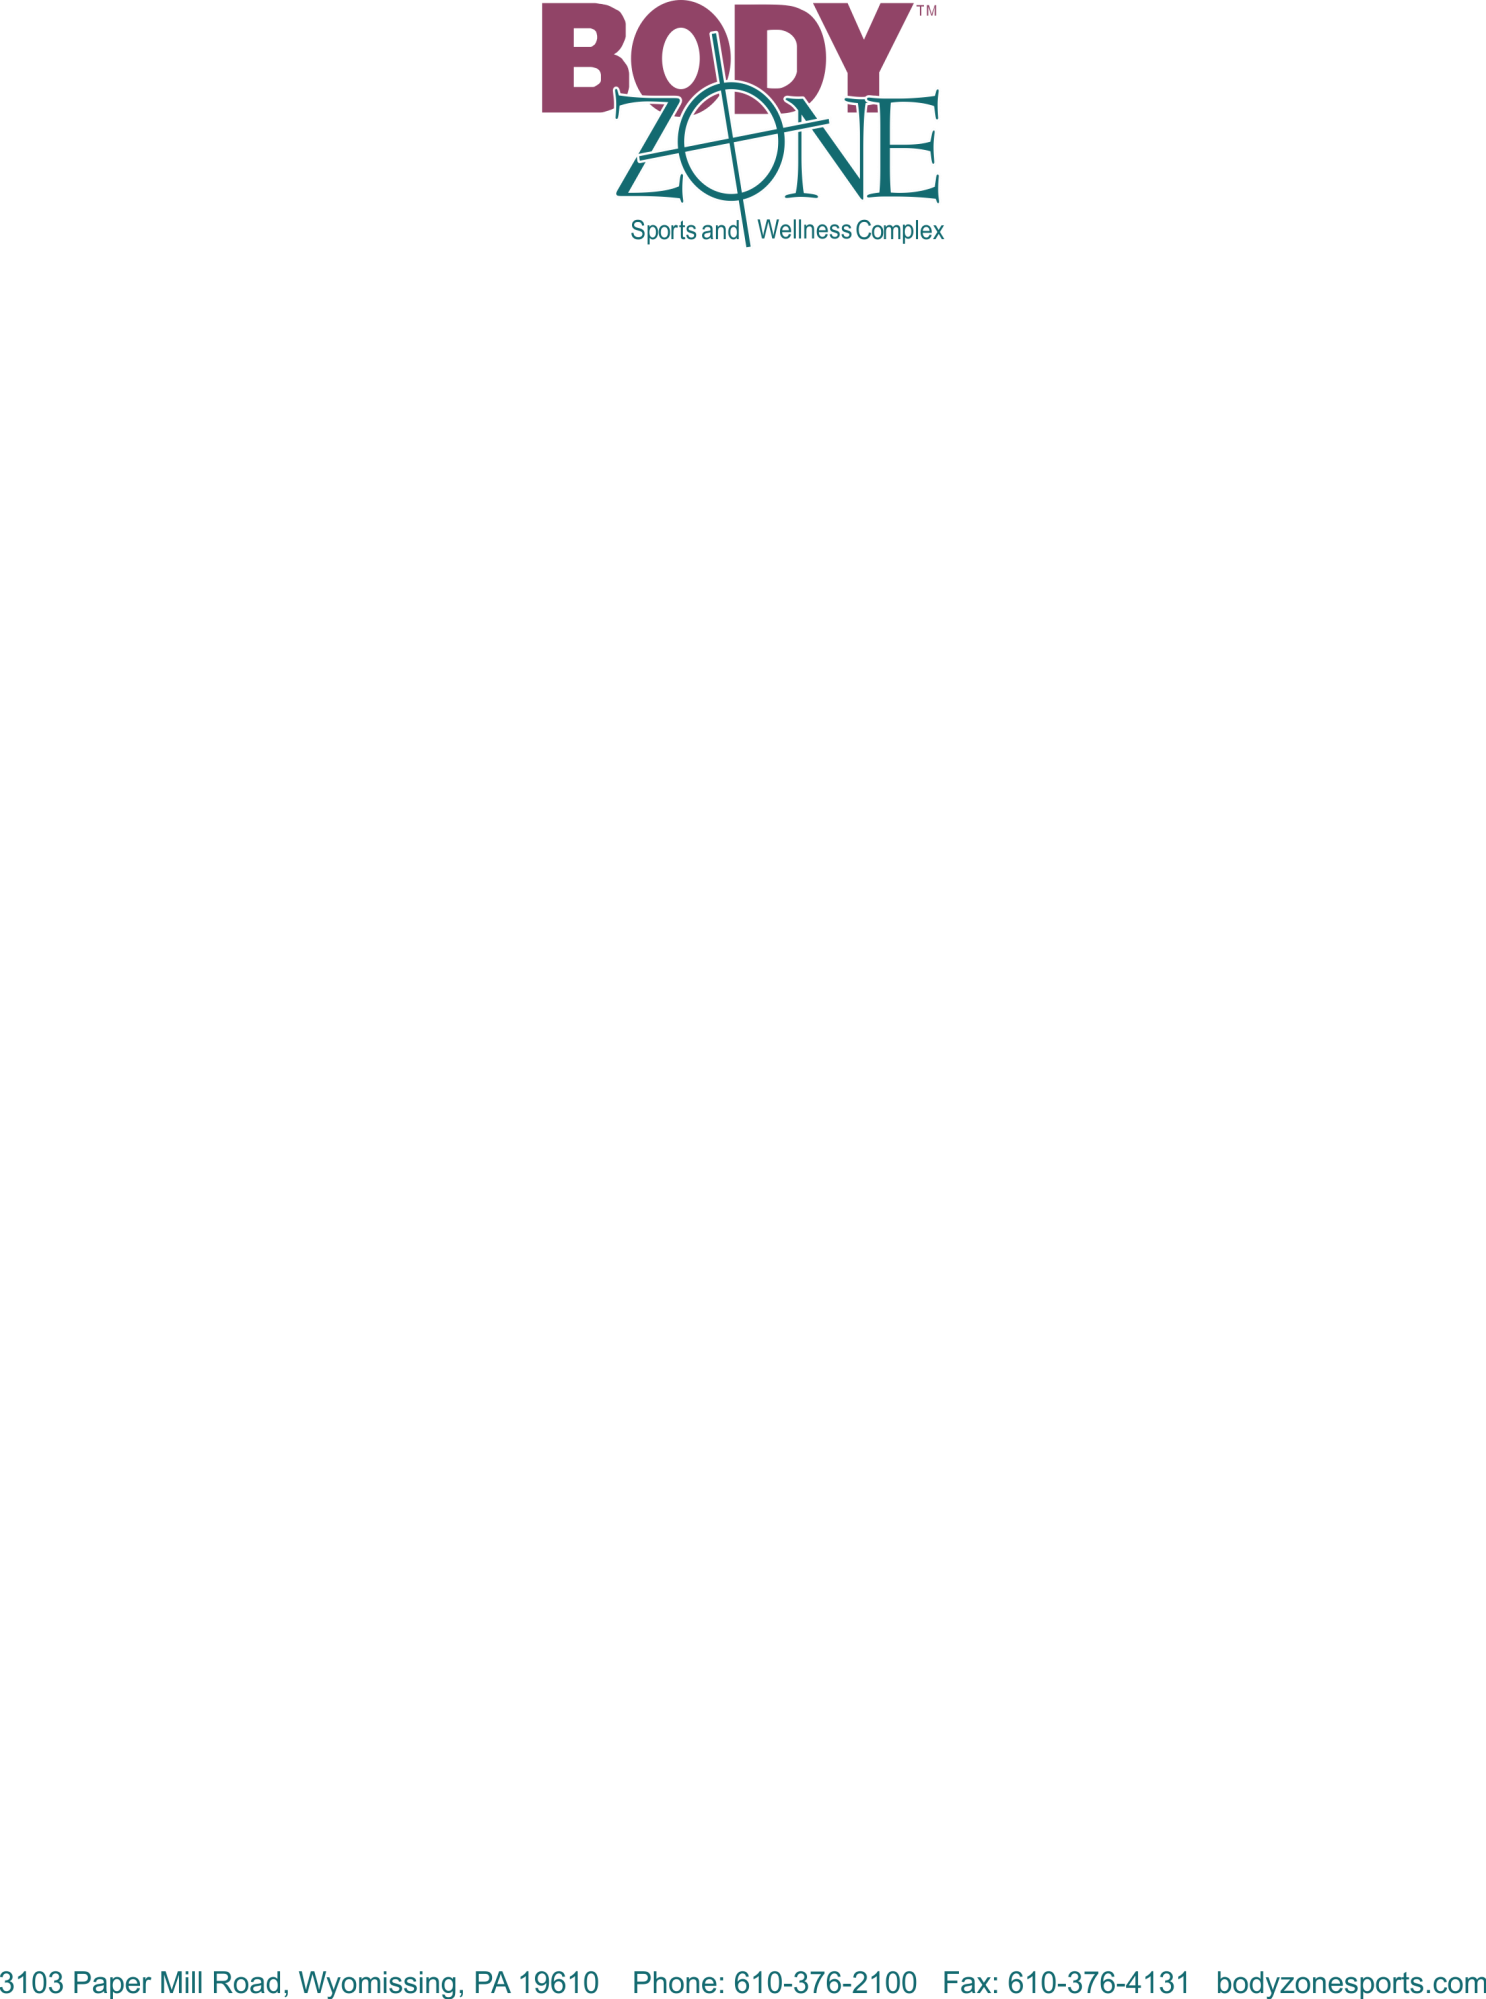 BODY™
ZONE
Sports and Wellness Complex
3103 Paper Mill Road, Wyomissing, PA 19610 Phone: 610-376-2100 Fax: 610-376-4131 bodyzonesports.com